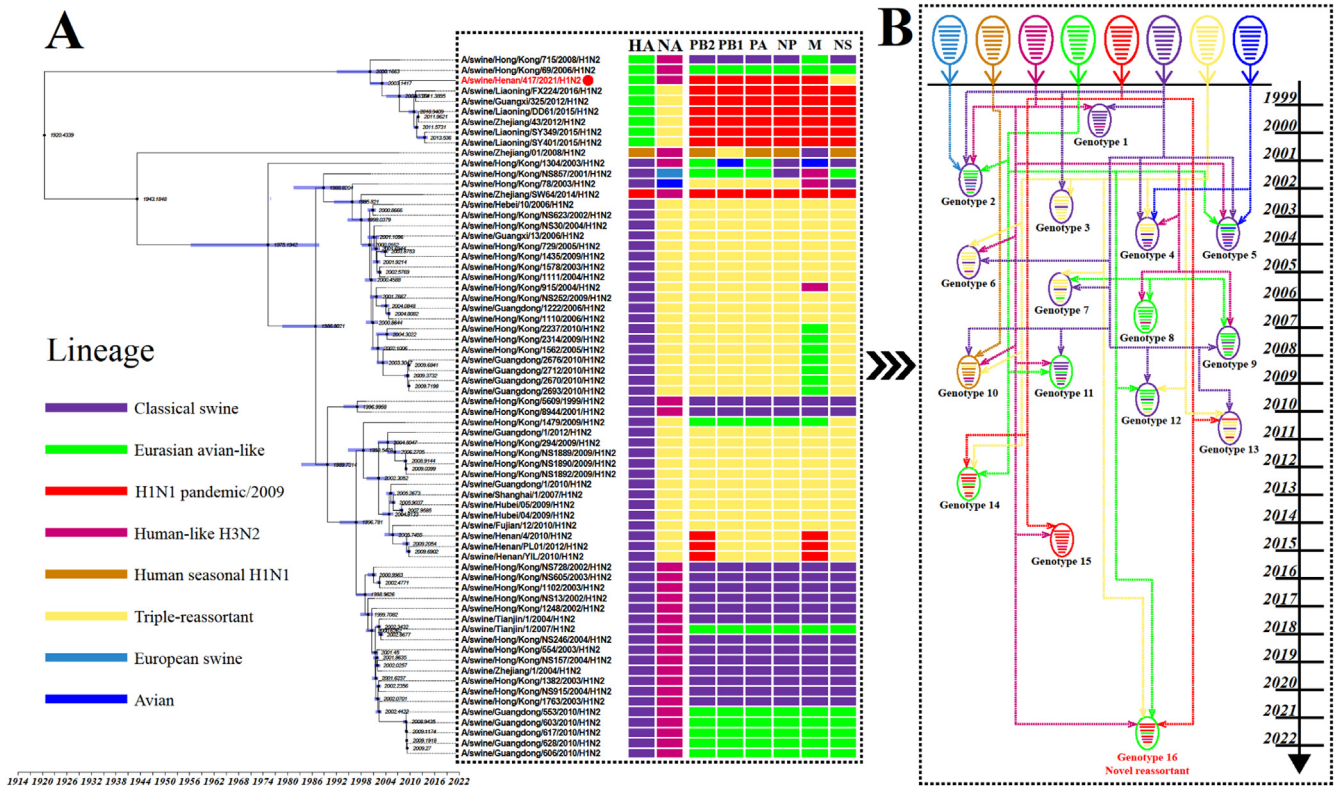 A
HA NA PB2 PB1 PA NP M NS
A/swine/Hong/Kong/715/2008/H1N2
A/swine/Hong/Kong/69/2006/H1N2
A/swine/Henan/417/2021/H1N2
A/swine/Liaoning/FX224/2016/H1N2
A/swine/Guangxi/325/2012/H1N2
A/swine/Liaoning/DD61/2015/H1N2
A/swine/Zhejiang/43/2012/H1N2
A/swine/Liaoning/SY349/2015/H1N2
A/swine/Liaoning/SY401/2015/H1N2
A/swine/Zhejiang/01/2008/H1N2
A/swine/Hong/Kong/1304/2003/H1N2
A/swine/Hong/Kong/NS857/2001/H1N2
A/swine/Hong/Kong/78/2003/H1N2
A/swine/Zhejiang/SW64/2014/H1N2
A/swine/Hebei/10/2006/H1N2
A/swine/Hong/Kong/NS623/2002/H1N2
A/swine/Hong/Kong/NS30/2004/H1N2
A/swine/Guangxi/13/2006/H1N2
A/swine/Hong/Kong/729/2005/H1N2
A/swine/Hong/Kong/1435/2009/H1N2
A/swine/Hong/Kong/1578/2003/H1N2
A/swine/Hong/Kong/1111/2004/H1N2
A/swine/Hong/Kong/915/2004/H1N2
A/swine/Hong/Kong/NS252/2009/H1N2
A/swine/Guangdong/1222/2006/H1N2
A/swine/Hong/Kong/1110/2006/H1N2
A/swine/Hong/Kong/2237/2010/H1N2
A/swine/Hong/Kong/2314/2009/H1N2
A/swine/Hong/Kong/1562/2005/H1N2
A/swine/Guangdong/2676/2010/H1N2
A/swine/Guangdong/2712/2010/H1N2
A/swine/Guangdong/2670/2010/H1N2
A/swine/Guangdong/2693/2010/H1N2
A/swine/Hong/Kong/5609/1999/H1N2
A/swine/Hong/Kong/8944/2001/H1N2
A/swine/Hong/Kong/1479/2009/H1N2
A/swine/Guangdong/1/2012/H1N2
A/swine/Hong/Kong/294/2009/H1N2
A/swine/Hong/Kong/NS1889/2009/H1N2
A/swine/Hong/Kong/NS1890/2009/H1N2
A/swine/Hong/Kong/NS1892/2009/H1N2
A/swine/Guangdong/1/2010/H1N2
A/swine/Shanghai/1/2007/H1N2
A/swine/Hubei/05/2009/H1N2
A/swine/Hubei/04/2009/H1N2
A/swine/Fujian/12/2010/H1N2
A/swine/Henan/4/2010/H1N2
A/swine/Henan/PL01/2012/H1N2
A/swine/Henan/YIL/2010/H1N2
A/swine/Hong/Kong/NS728/2002/H1N2
A/swine/Hong/Kong/NS605/2003/H1N2
A/swine/Hong/Kong/1102/2003/H1N2
A/swine/Hong/Kong/NS13/2002/H1N2
A/swine/Hong/Kong/1248/2002/H1N2
A/swine/Tianjin/1/2004/H1N2
A/swine/Tianjin/1/2007/H1N2
A/swine/Hong/Kong/NS246/2004/H1N2
A/swine/Hong/Kong/554/2003/H1N2
A/swine/Hong/Kong/NS157/2004/H1N2
A/swine/Zhejiang/1/2004/H1N2
A/swine/Hong/Kong/1382/2003/H1N2
A/swine/Hong/Kong/NS915/2004/H1N2
A/swine/Hong/Kong/1763/2003/H1N2
A/swine/Guangdong/553/2010/H1N2
A/swine/Guangdong/603/2010/H1N2
A/swine/Guangdong/617/2010/H1N2
A/swine/Guangdong/628/2010/H1N2
A/swine/Guangdong/606/2010/H1N2
1920.4339
1943.1848
1975.1942
1996.9958
2002.3052
1996.781
1999.7082
2001.45
2009.27
Lineage
Classical swine
Eurasian avian-like
H1N1 pandemic/2009
Human-like H3N2
Human seasonal H1N1
Triple-reassortant
European swine
Avian
1914 1920 1926 1932 1938 1944 1950 1956 1962 1968 1974 1980 1986 1992 1998 2004 2010 2016 2022
B
Genotype 1
Genotype 2
Genotype 3
Genotype 4
Genotype 5
Genotype 6
Genotype 7
Genotype 8
Genotype 9
Genotype 10
Genotype 11
Genotype 12
Genotype 13
Genotype 14
Genotype 15
Genotype 16
Novel reassortant
1999
2000
2001
2002
2003
2004
2005
2006
2007
2008
2009
2010
2011
2012
2013
2014
2015
2016
2017
2018
2019
2020
2021
2022